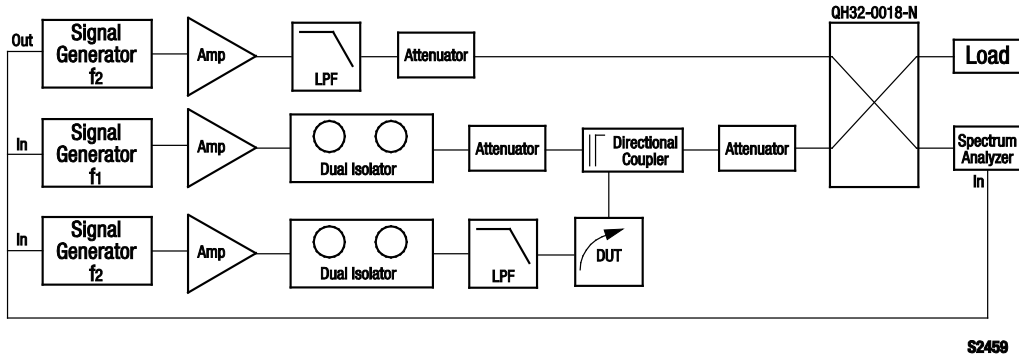 QH32-0018-N
Out
Signal
Generator
f2
Amp
LPF
Attenuator
Load
In
Signal
Generator
f1
Amp
Dual Isolator
Attenuator
Directional
Coupler
Attenuator
Spectrum
Analyzer
In
In
Signal
Generator
f2
Amp
Dual Isolator
LPF
DUT
S2459